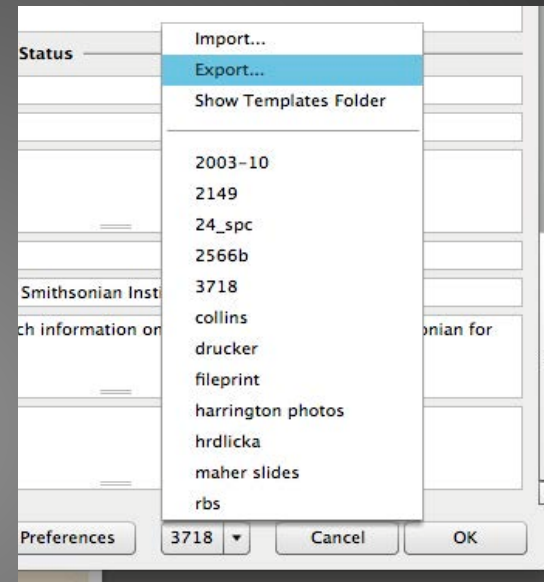 Import...
Status
Export...
Show Templates Folder
2003-10
2149
24_spc
2566b
3718
Smithsonian Insti
collins
ch information on
onian for
drucker
fileprint
harrington photos
hrdlicka
maher slides
rbs
Preferences 3718 Cancel OK